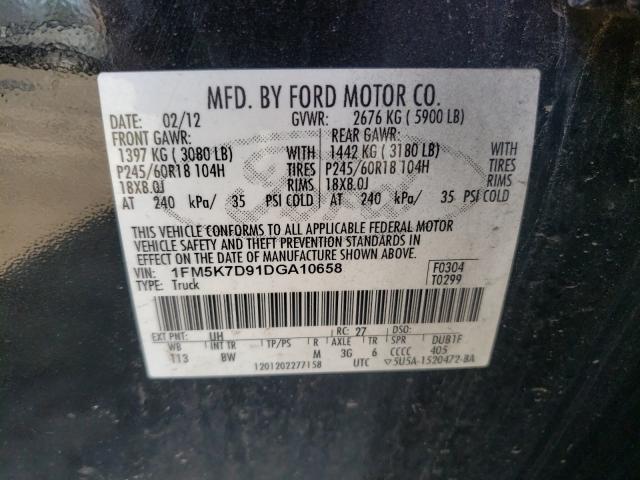 MFD. BY FORD MOTOR CO.
DATE: 02/12 GVWR: 2676 KG ( 5900 LB)
FRONT GAWR: REAR GAWR:
1397 KG ( 3080 LB) WITH 1442 KG ( 3180 LB) WITH
P245/60R18 104H TIRES P245/60R18 104H TIRES
18X8.0J RIMS 18X8.0J RIMS
AT 240 kPa/ 35 PSI COLD AT 240 kPa/ 35 PSI COLD
THIS VEHICLE CONFORMS TO ALL APPLICABLE FEDERAL MOTOR
VEHICLE SAFETY AND THEFT PREVENTION STANDARDS IN
EFFECT ON THE DATE OF MANUFACTURE SHOWN ABOVE.
VIN: 1FM5K7D91DGA10658 F0304
TYPE: Truck T0299
EXT PNT: UH RC: 27 DSO:
WB INT TR TP/PS R AXLE TR SPR DUB1F
113 BW M 3G 6 CCCC 405
1201202277158 UTC ▽5U5A-1520472-BA